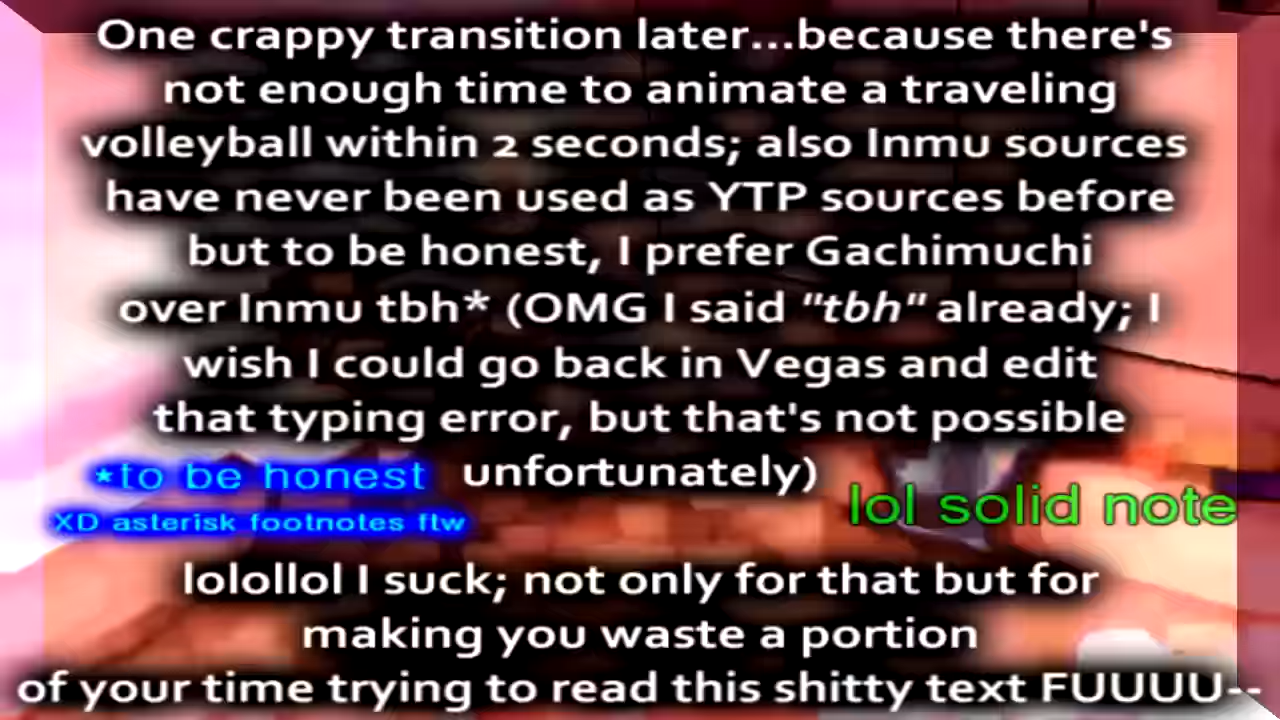 One crappy transition later...because there's
not enough time to animate a traveling
volleyball within 2 seconds; also Inmu sources
have never been used as YTP sources before
but to be honest, I prefer Gachimuchi
over Inmu tbh* (OMG I said "tbh" already; I
wish I could go back in Vegas and edit
that typing error, but that's not possible
unfortunately)
*to be honest
XD asterisk footnotes ftw
lol solid note
lolollol I suck; not only for that but for
making you waste a portion
of your time trying to read this shitty text FUUUU--